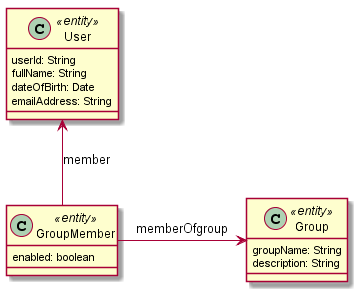 C
«entity»
User
userId: String
fullName: String
dateOfBirth: Date
emailAddress: String
member
C
«entity»
GroupMember
enabled: boolean
memberOfgroup
C
«entity»
Group
groupName: String
description: String